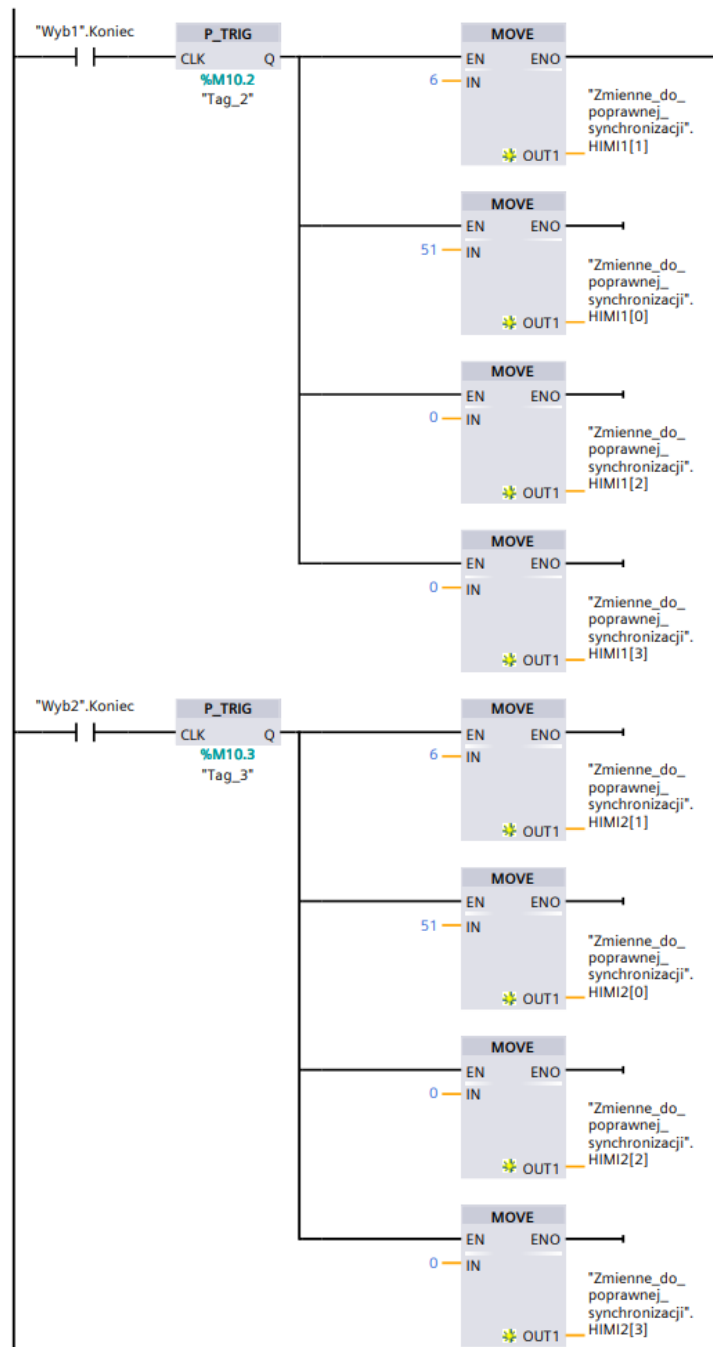 "Wyb1".Koniec
P_TRIG
MOVE
CLK Q
EN ENO
%M10.2
"Tag_2"
6 IN
"Zmienne_do_
poprawnej_
synchronizacji".
OUT1 HIMI1[1]
MOVE
EN ENO
51 IN
"Zmienne_do_
poprawnej_
synchronizacji".
OUT1 HIMI1[0]
MOVE
EN ENO
0 IN
"Zmienne_do_
poprawnej_
synchronizacji".
OUT1 HIMI1[2]
MOVE
EN ENO
0 IN
"Zmienne_do_
poprawnej_
synchronizacji".
OUT1 HIMI1[3]
"Wyb2".Koniec
P_TRIG
MOVE
CLK Q
EN ENO
%M10.3
"Tag_3"
6 IN
"Zmienne_do_
poprawnej_
synchronizacji".
OUT1 HIMI2[1]
MOVE
EN ENO
51 IN
"Zmienne_do_
poprawnej_
synchronizacji".
OUT1 HIMI2[0]
MOVE
EN ENO
0 IN
"Zmienne_do_
poprawnej_
synchronizacji".
OUT1 HIMI2[2]
MOVE
EN ENO
0 IN
"Zmienne_do_
poprawnej_
synchronizacji".
OUT1 HIMI2[3]